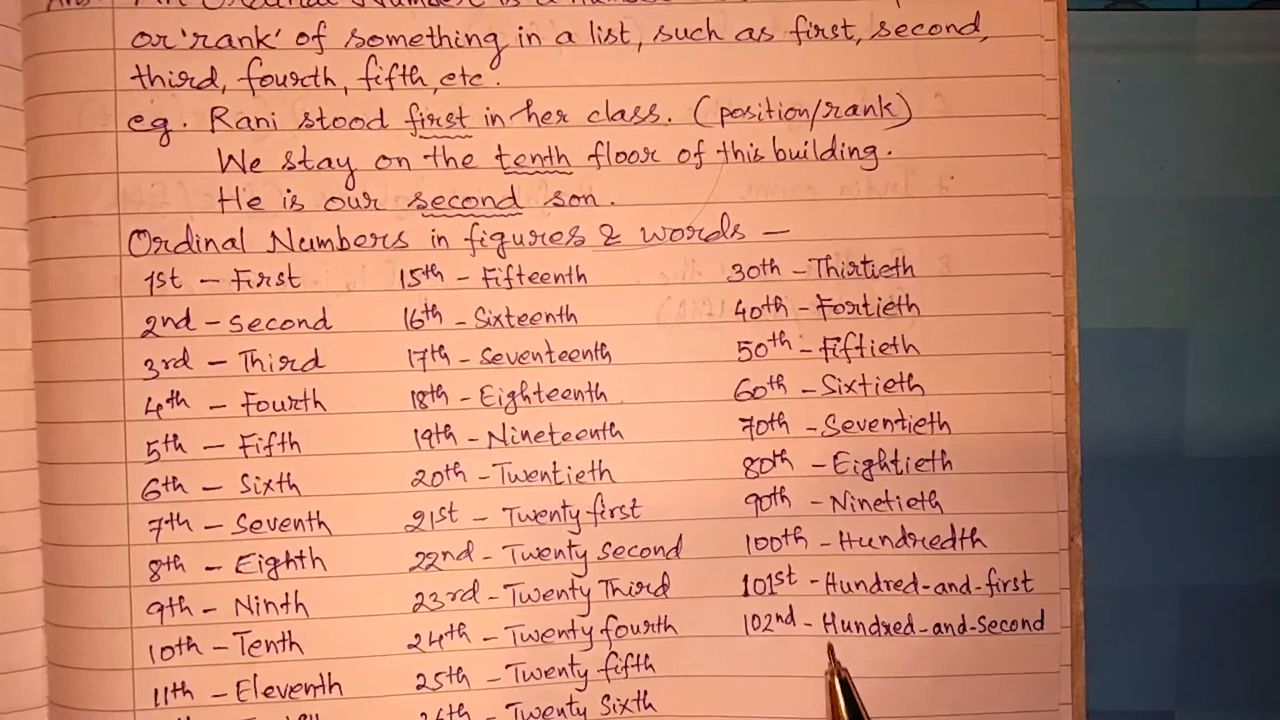 An Ordinal Number is a
or 'rank' of something in a list, such as first, second,
third, fourth, fifth, etc.
eg. Rani stood first in her class. (position/rank)
We stay on the tenth floor of this building.
He is our second son.
Ordinal Numbers in figures & words —
1st – First
2nd – Second
3rd – Third
4th – Fourth
5th – Fifth
6th – Sixth
7th – Seventh
8th – Eighth
9th – Ninth
10th – Tenth
11th – Eleventh
15th – Fifteenth
16th – Sixteenth
17th – Seventeenth
18th – Eighteenth
19th – Nineteenth
20th – Twentieth
21st – Twenty first
22nd – Twenty second
23rd – Twenty Third
24th – Twenty fourth
25th – Twenty fifth
26th – Twenty Sixth
30th – Thirtieth
40th – Fortieth
50th – Fiftieth
60th – Sixtieth
70th – Seventieth
80th – Eightieth
90th – Ninetieth
100th – Hundredth
101st – Hundred-and-first
102nd – Hundred-and-Second